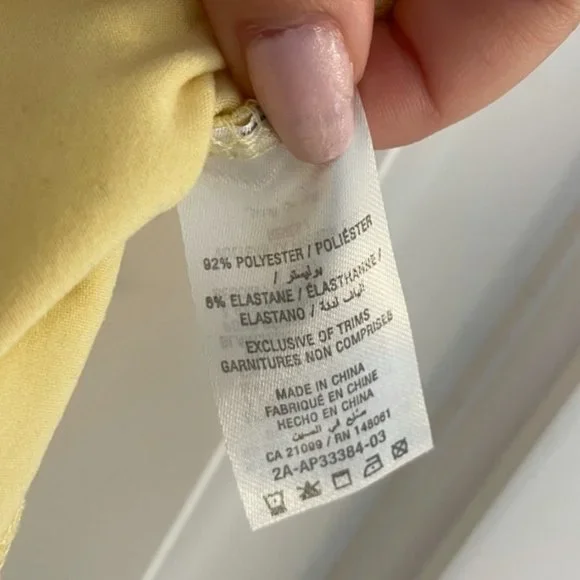 92% POLYESTER / POLIÉSTER
/ بوليستر
8% ELASTANE / ÉLASTHANNE /
ELASTANO / ألياف لدنة
EXCLUSIVE OF TRIMS
GARNITURES NON COMPRISES
MADE IN CHINA
FABRIQUÉ EN CHINE
HECHO EN CHINA
صنع في الصين
CA 21099 / RN 148061
2A-AP33384-03